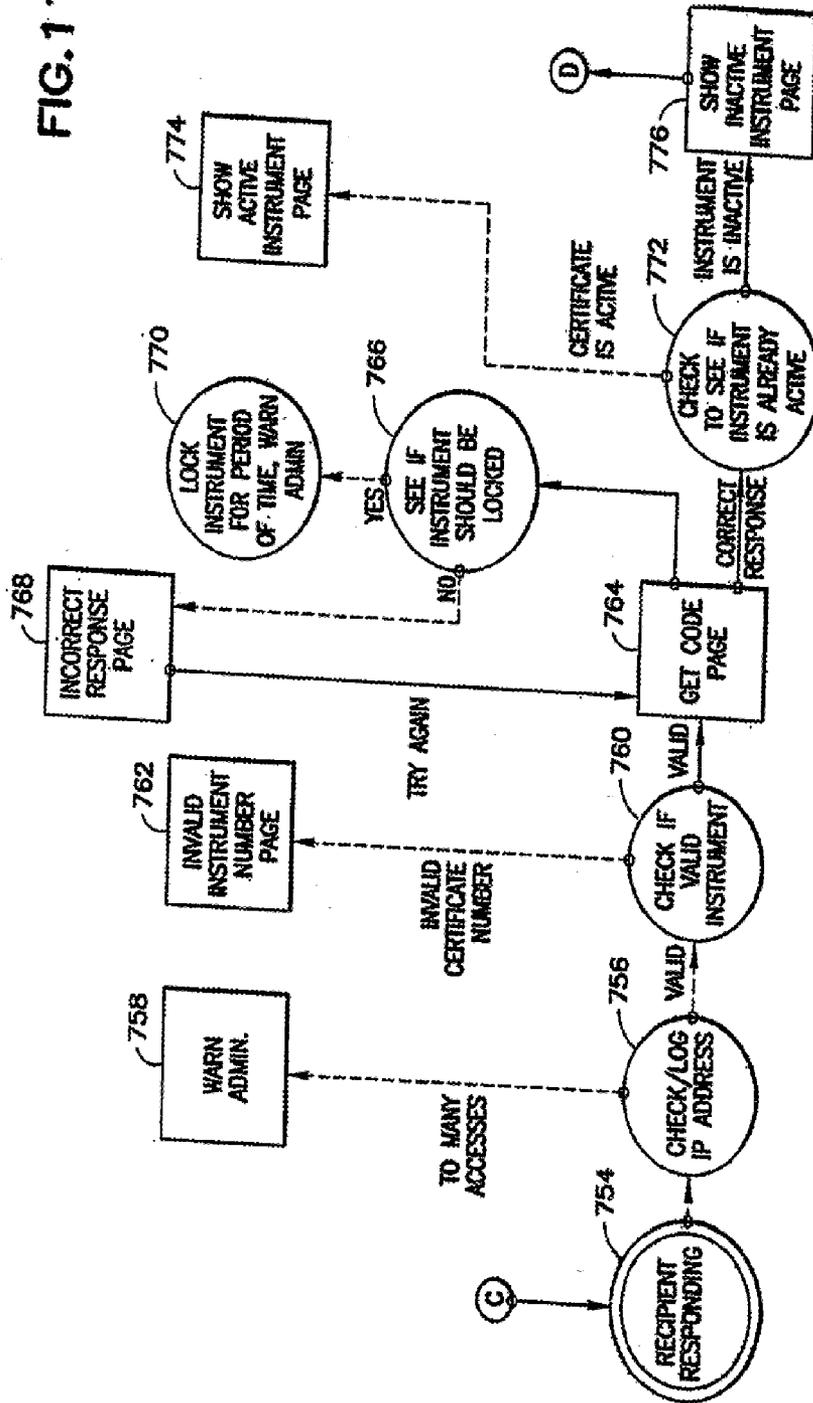 FIG. 1
754
RECIPIENT
RESPONDING
C
756
CHECK/LOG
IP ADDRESS
TO MANY
ACCESSES
758
WARN
ADMIN.
VALID
760
CHECK IF
VALID
INSTRUMENT
INVALID
CERTIFICATE
NUMBER
762
INVALID
INSTRUMENT
NUMBER
PAGE
VALID
764
GET CODE
PAGE
TRY AGAIN
768
INCORRECT
RESPONSE
PAGE
NO
766
SEE IF
INSTRUMENT
SHOULD BE
LOCKED
YES
770
LOCK
INSTRUMENT
FOR PERIOD
OF TIME, WARN
ADMIN
CORRECT
RESPONSE
772
CHECK
TO SEE IF
INSTRUMENT
IS ALREADY
ACTIVE
CERTIFICATE
IS ACTIVE
774
SHOW
ACTIVE
INSTRUMENT
PAGE
INSTRUMENT
IS INACTIVE
776
SHOW
INACTIVE
INSTRUMENT
PAGE
D